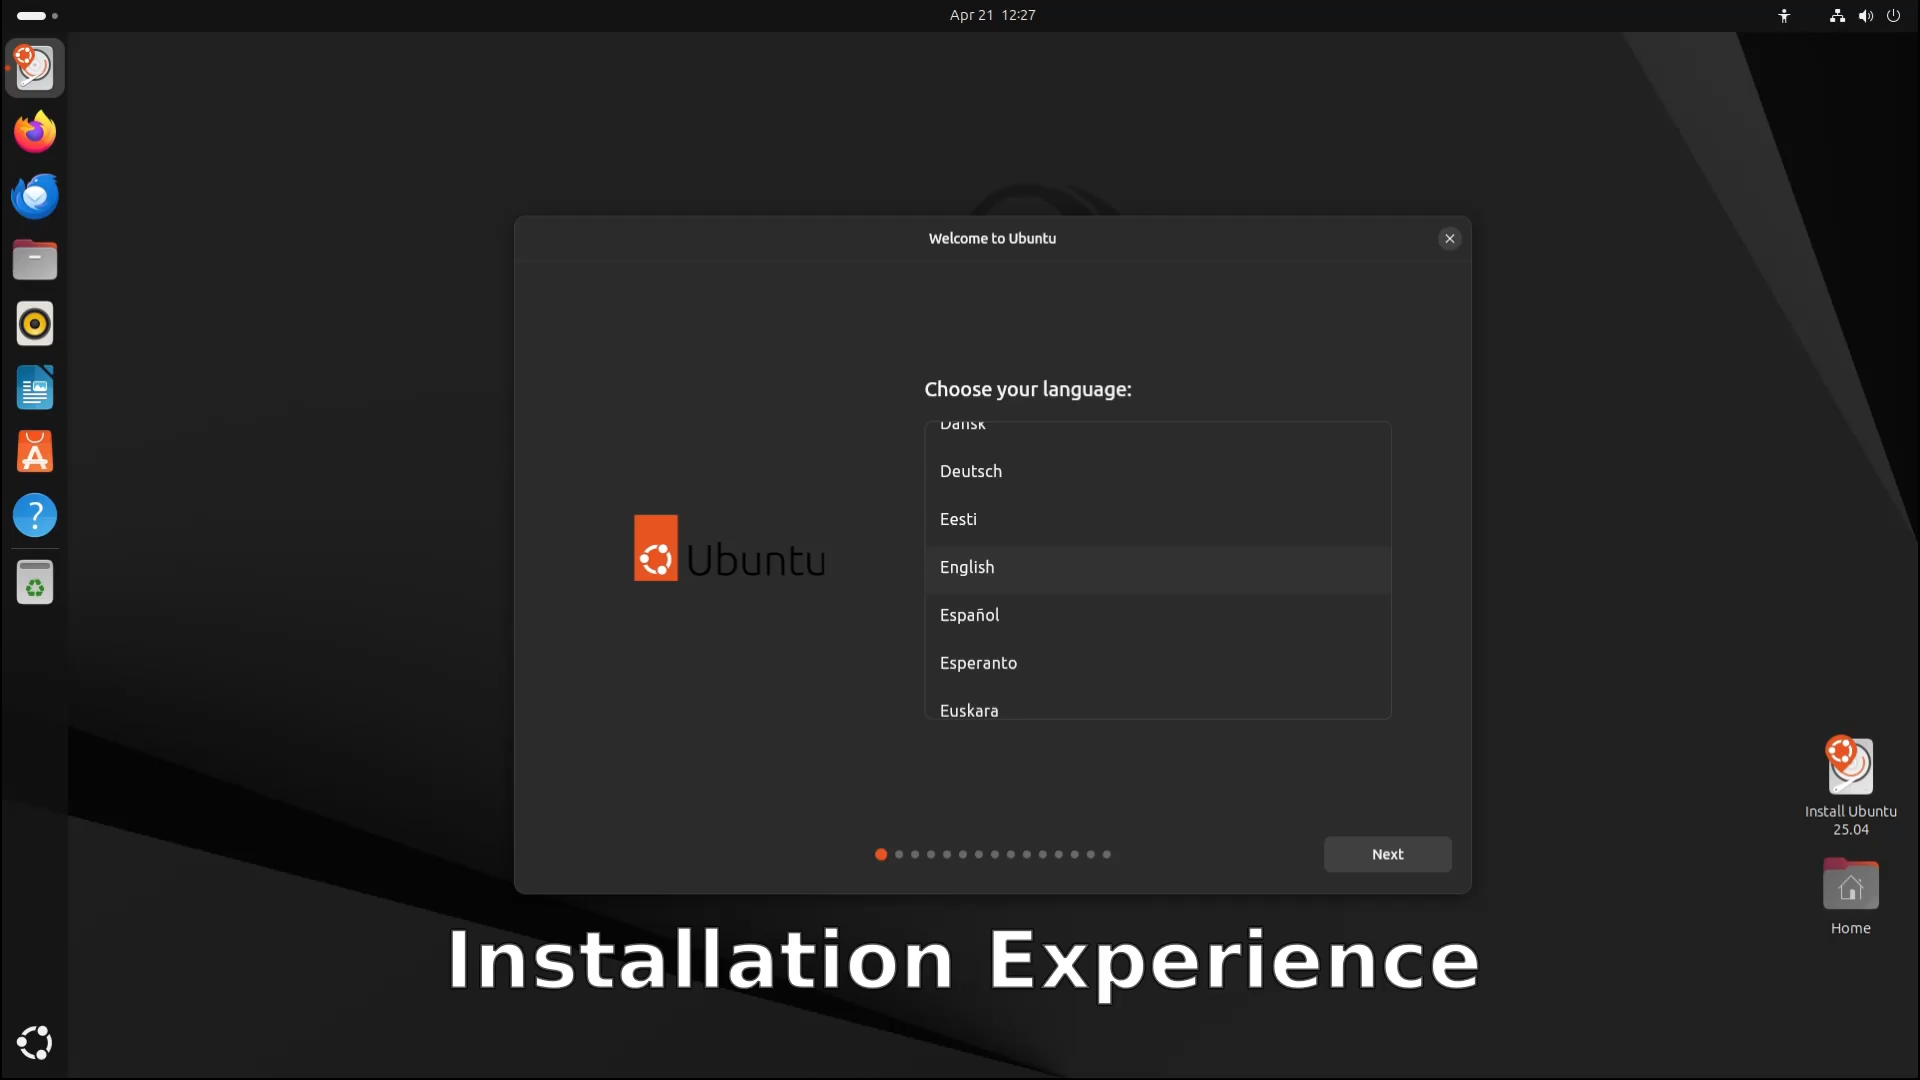 Apr 21 12:27
Welcome to Ubuntu
Choose your language:
Dansk
Deutsch
Eesti
English
Español
Esperanto
Euskara
Ubuntu
Next
Install Ubuntu
25.04
Home
Installation Experience